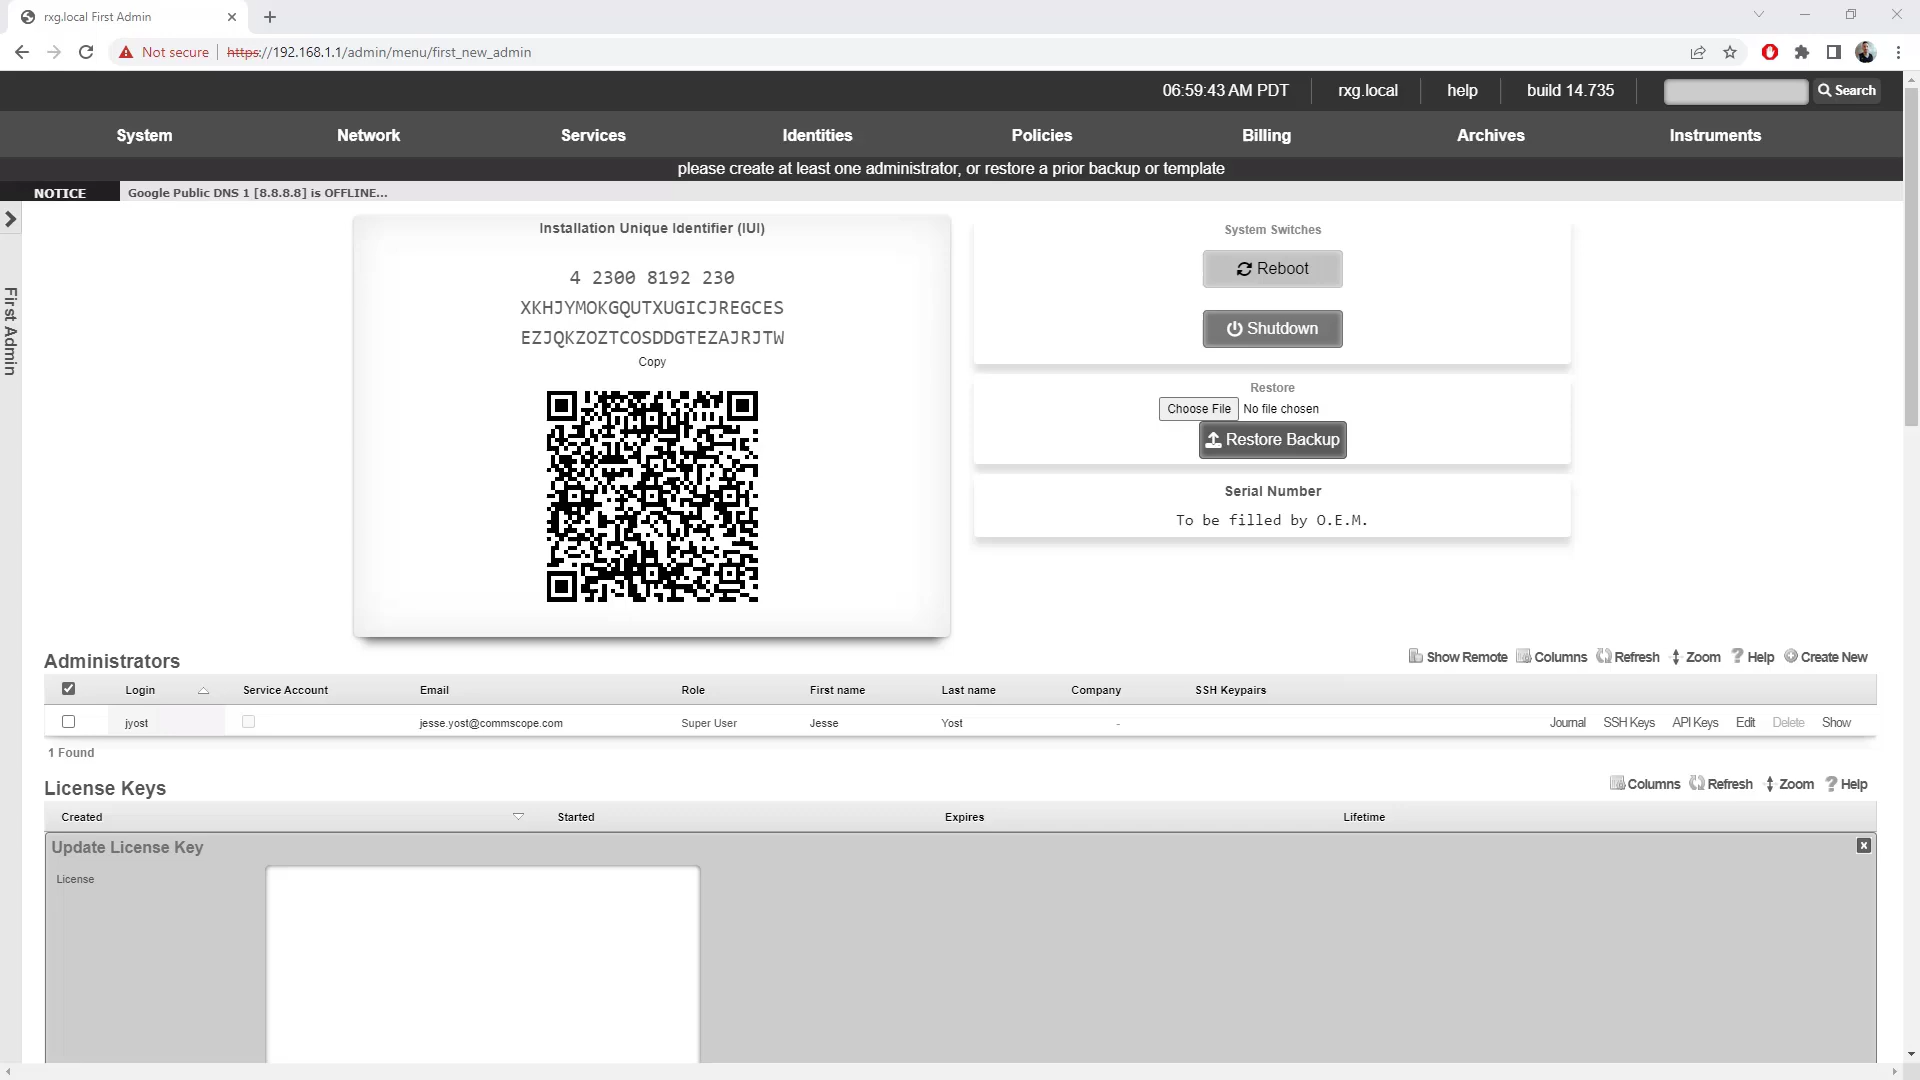 rxg.local First Admin
Not secure https://192.168.1.1/admin/menu/first_new_admin
06:59:43 AM PDT rxg.local help build 14.735 Search
System Network Services Identities Policies Billing Archives Instruments
please create at least one administrator, or restore a prior backup or template
NOTICE Google Public DNS 1 [8.8.8.8] is OFFLINE...
First Admin
Installation Unique Identifier (IUI)
4 2300 8192 230
XKHJYMOKGQUTXUGICJREGCES
EZJQKZOZTCOSDDGTEZAJRJTW
Copy
System Switches
Reboot
Shutdown
Restore
Choose File No file chosen
Restore Backup
Serial Number
To be filled by O.E.M.
Administrators Show Remote Columns Refresh Zoom Help Create New
Login Service Account Email Role First name Last name Company SSH Keypairs
jyost jesse.yost@commscope.com Super User Jesse Yost - Journal SSH Keys API Keys Edit Delete Show
1 Found
License Keys Columns Refresh Zoom Help
Created Started Expires Lifetime
Update License Key
License